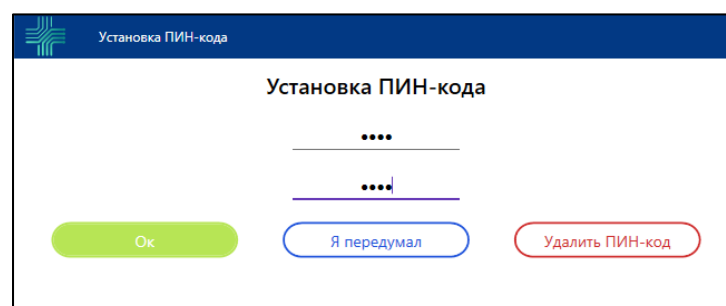 Установка ПИН-кода
Установка ПИН-кода
••••
••••
Ок
Я передумал
Удалить ПИН-код